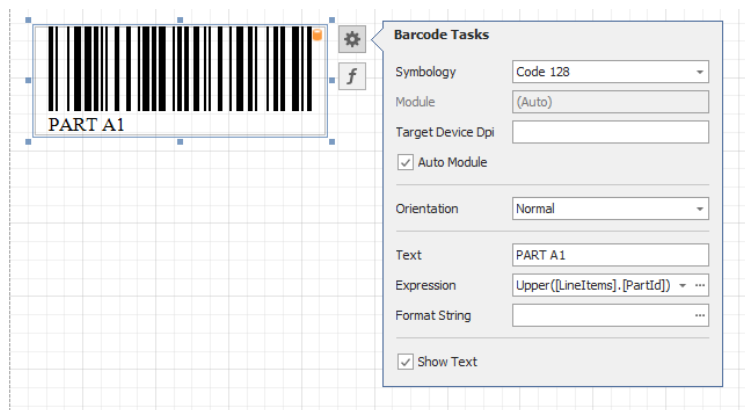 PART A1
f
Barcode Tasks
Symbology Code 128
Module (Auto)
Target Device Dpi
Auto Module
Orientation Normal
Text PART A1
Expression Upper([LineItems].[PartId])
Format String
Show Text